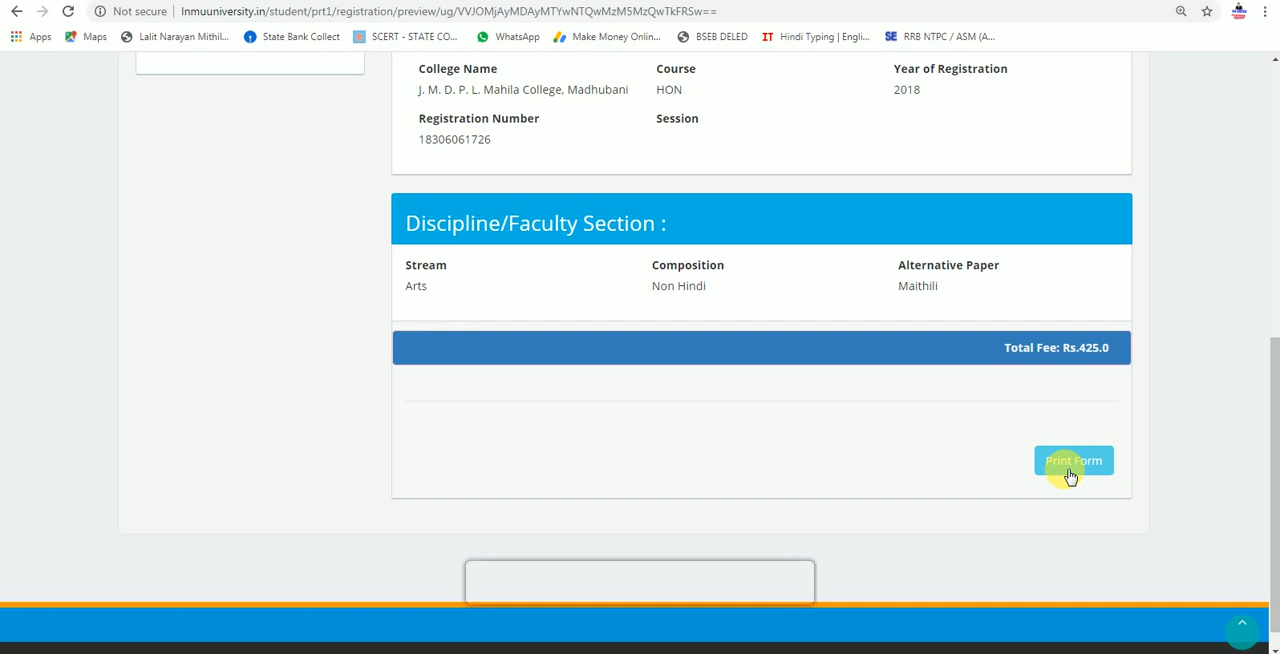 Not secure | lnmuuniversity.in/student/prt1/registration/preview/ug/VVJOMjAyMDAyMTYwNTQwMzM5MzQwTkFRSw==
Apps Maps Lalit Narayan Mithil... State Bank Collect SCERT - STATE CO... WhatsApp Make Money Onlin... BSEB DELED IT Hindi Typing | Engli... SE RRB NTPC / ASM (A...
College Name Course Year of Registration
J. M. D. P. L. Mahila College, Madhubani HON 2018
Registration Number Session
18306061726
Discipline/Faculty Section :
Stream Composition Alternative Paper
Arts Non Hindi Maithili
Total Fee: Rs.425.0
Print Form